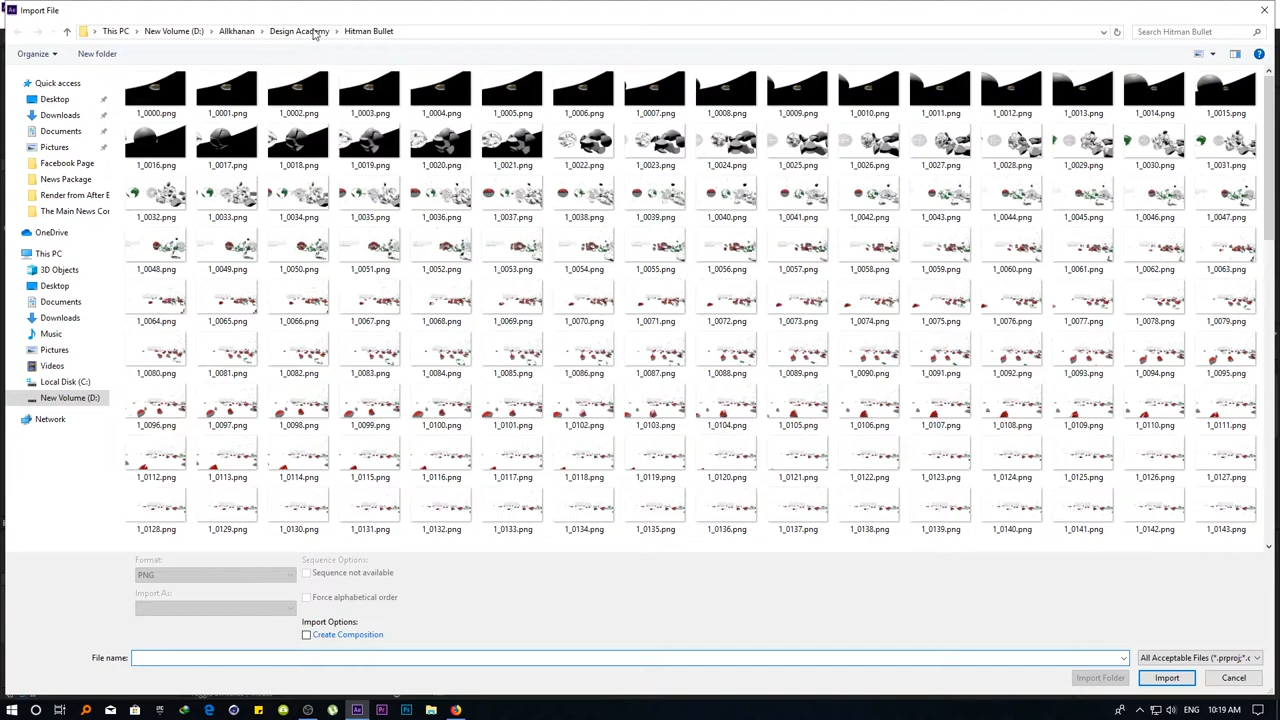 Import File
This PC > New Volume (D:) > Allkhanan > Design Academy > Hitman Bullet
Search Hitman Bullet
Organize
New folder
Quick access
Desktop
Downloads
Documents
Pictures
Facebook Page
News Package
Render from After E
The Main News Cor
OneDrive
This PC
3D Objects
Desktop
Documents
Downloads
Music
Pictures
Videos
Local Disk (C:)
New Volume (D:)
Network
1_0000.png 1_0001.png 1_0002.png 1_0003.png 1_0004.png 1_0005.png 1_0006.png 1_0007.png 1_0008.png 1_0009.png 1_0010.png 1_0011.png 1_0012.png 1_0013.png 1_0014.png 1_0015.png
1_0016.png 1_0017.png 1_0018.png 1_0019.png 1_0020.png 1_0021.png 1_0022.png 1_0023.png 1_0024.png 1_0025.png 1_0026.png 1_0027.png 1_0028.png 1_0029.png 1_0030.png 1_0031.png
1_0032.png 1_0033.png 1_0034.png 1_0035.png 1_0036.png 1_0037.png 1_0038.png 1_0039.png 1_0040.png 1_0041.png 1_0042.png 1_0043.png 1_0044.png 1_0045.png 1_0046.png 1_0047.png
1_0048.png 1_0049.png 1_0050.png 1_0051.png 1_0052.png 1_0053.png 1_0054.png 1_0055.png 1_0056.png 1_0057.png 1_0058.png 1_0059.png 1_0060.png 1_0061.png 1_0062.png 1_0063.png
1_0064.png 1_0065.png 1_0066.png 1_0067.png 1_0068.png 1_0069.png 1_0070.png 1_0071.png 1_0072.png 1_0073.png 1_0074.png 1_0075.png 1_0076.png 1_0077.png 1_0078.png 1_0079.png
1_0080.png 1_0081.png 1_0082.png 1_0083.png 1_0084.png 1_0085.png 1_0086.png 1_0087.png 1_0088.png 1_0089.png 1_0090.png 1_0091.png 1_0092.png 1_0093.png 1_0094.png 1_0095.png
1_0096.png 1_0097.png 1_0098.png 1_0099.png 1_0100.png 1_0101.png 1_0102.png 1_0103.png 1_0104.png 1_0105.png 1_0106.png 1_0107.png 1_0108.png 1_0109.png 1_0110.png 1_0111.png
1_0112.png 1_0113.png 1_0114.png 1_0115.png 1_0116.png 1_0117.png 1_0118.png 1_0119.png 1_0120.png 1_0121.png 1_0122.png 1_0123.png 1_0124.png 1_0125.png 1_0126.png 1_0127.png
1_0128.png 1_0129.png 1_0130.png 1_0131.png 1_0132.png 1_0133.png 1_0134.png 1_0135.png 1_0136.png 1_0137.png 1_0138.png 1_0139.png 1_0140.png 1_0141.png 1_0142.png 1_0143.png
Format:
PNG
Import As:
Sequence Options:
Sequence not available
Force alphabetical order
Import Options:
Create Composition
File name:
All Acceptable Files (*.prproj;*.c
Import Folder
Import
Cancel
ENG
10:19 AM